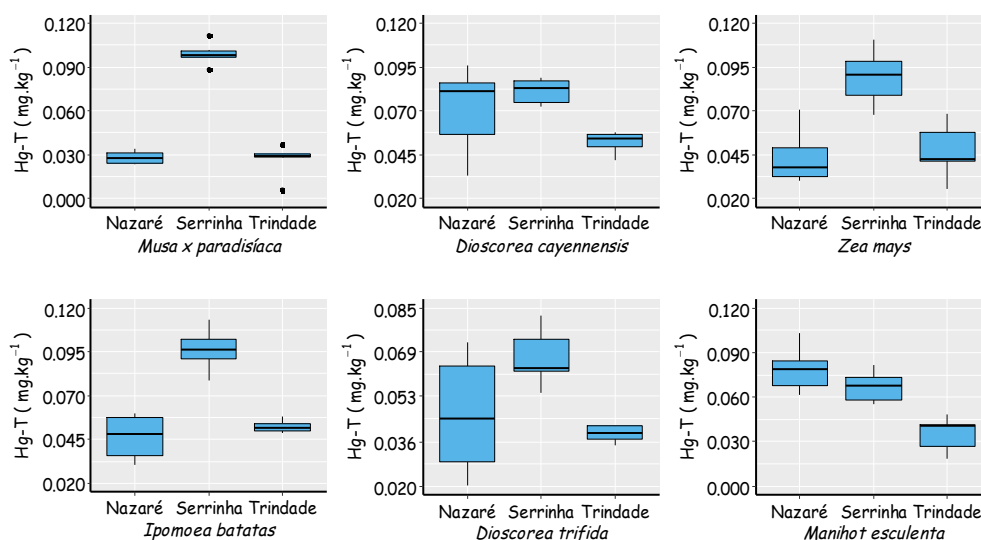 Hg-T ( mg.kg⁻¹ )
0.120
0.090
0.060
0.030
0.000
Nazaré Serrinha Trindade
Musa x paradisíaca
Hg-T ( mg.kg⁻¹ )
0.120
0.095
0.070
0.045
0.020
Nazaré Serrinha Trindade
Dioscorea cayennensis
Hg-T ( mg.kg⁻¹ )
0.120
0.095
0.070
0.045
0.020
Nazaré Serrinha Trindade
Zea mays
Hg-T ( mg.kg⁻¹ )
0.120
0.095
0.070
0.045
0.020
Nazaré Serrinha Trindade
Ipomoea batatas
Hg-T ( mg.kg⁻¹ )
0.085
0.069
0.053
0.036
0.020
Nazaré Serrinha Trindade
Dioscorea trifida
Hg-T ( mg.kg⁻¹ )
0.120
0.090
0.060
0.030
0.000
Nazaré Serrinha Trindade
Manihot esculenta